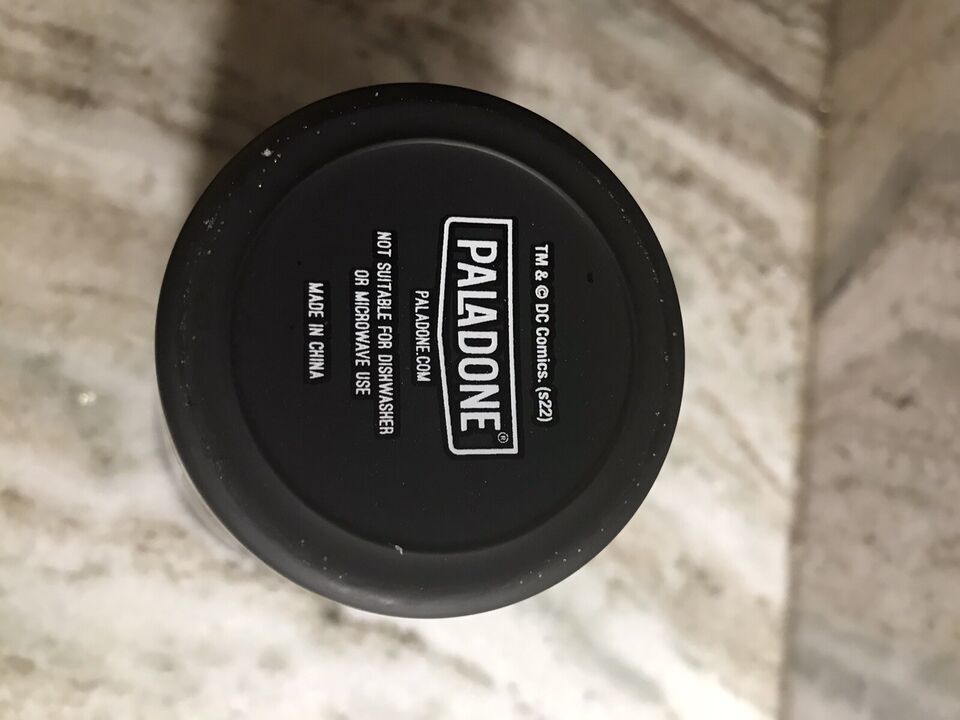 TM & © DC Comics. (s22)
PALADONE®
PALADONE.COM
NOT SUITABLE FOR DISHWASHER
OR MICROWAVE USE
MADE IN CHINA